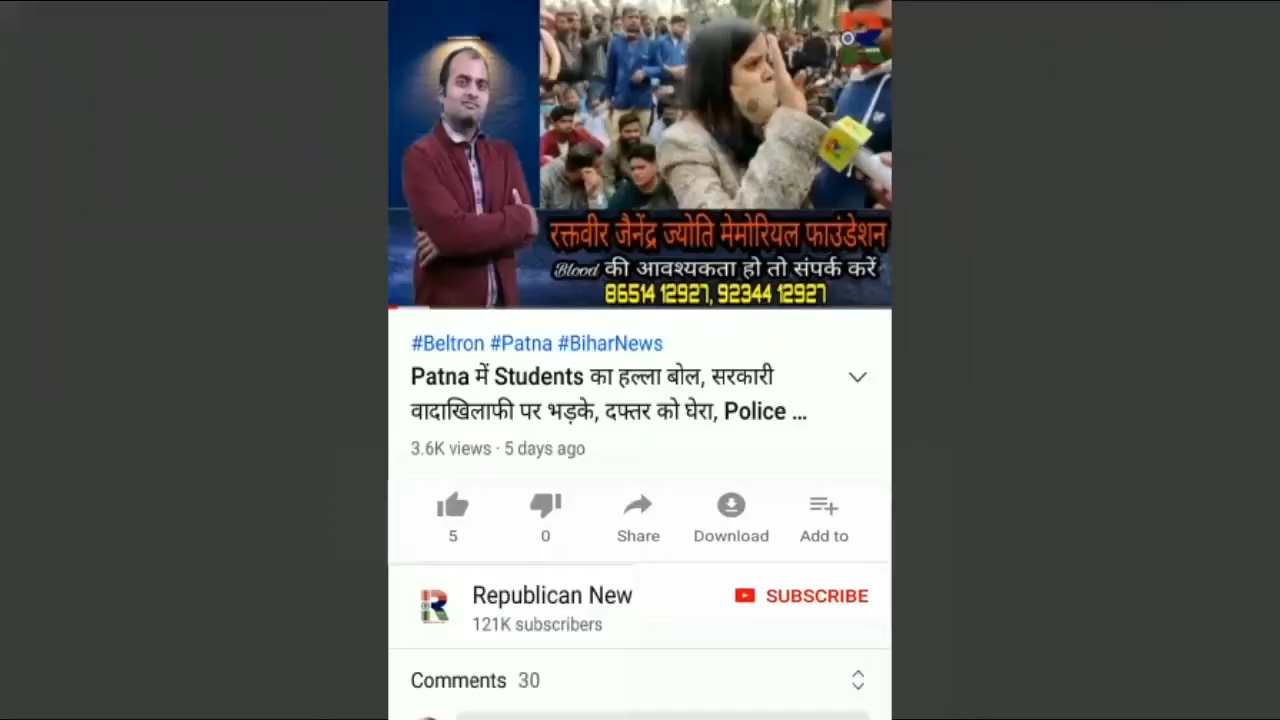 रक्तवीर जैनेंद्र ज्योति मेमोरियल फाउंडेशन
Blood की आवश्यकता हो तो संपर्क करें
86514 12927, 92344 12927
#Beltron #Patna #BiharNews
Patna में Students का हल्ला बोल, सरकारी
वादाखिलाफी पर भड़के, दफ्तर को घेरा, Police ...
3.6K views · 5 days ago
5 0 Share Download Add to
Republican New SUBSCRIBE
121K subscribers
Comments 30